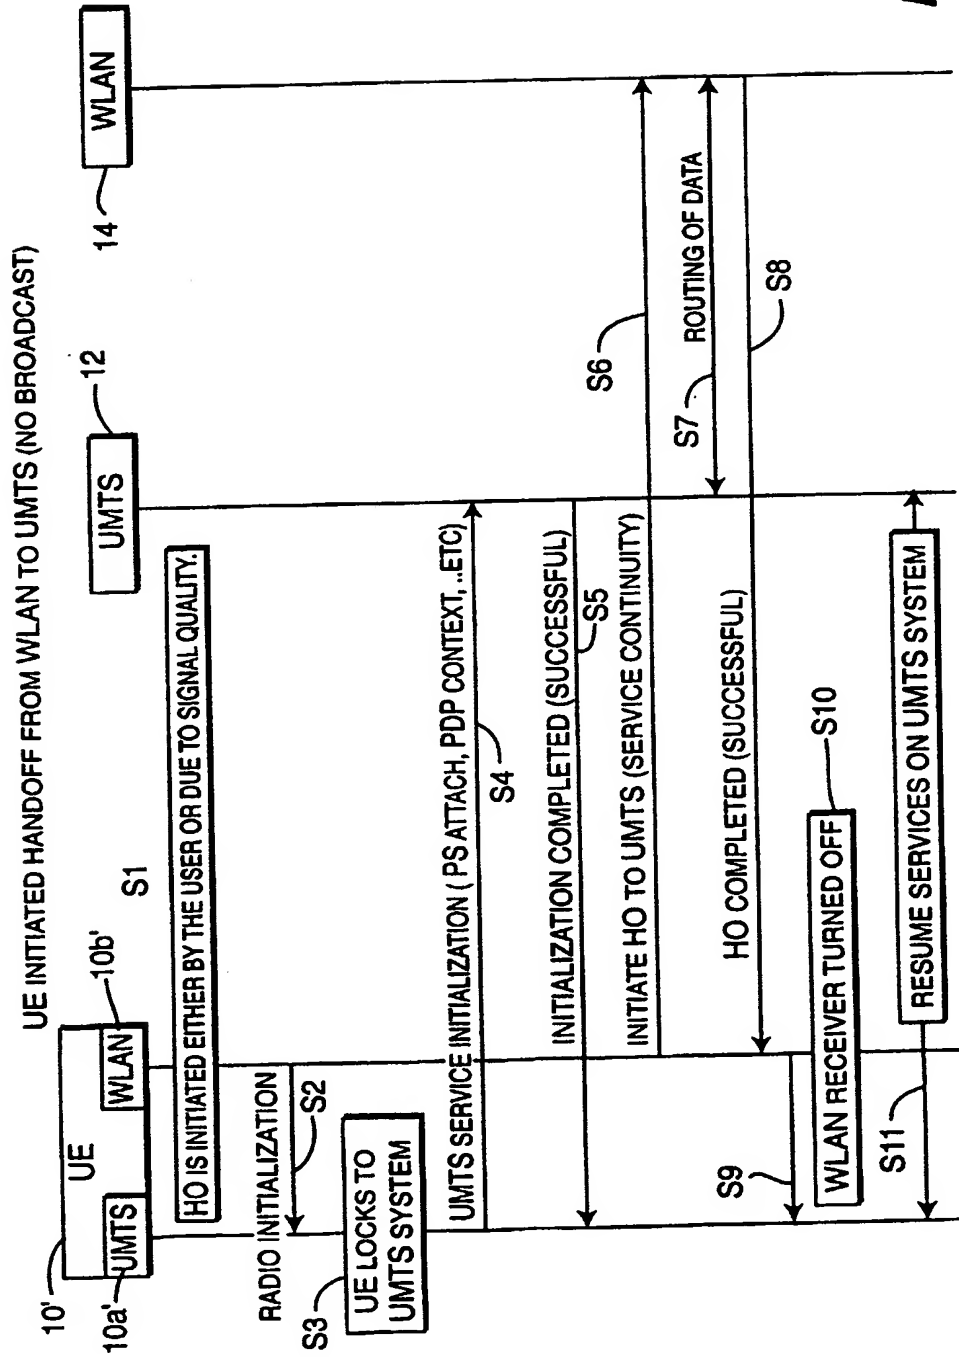 UE INITIATED HANDOFF FROM WLAN TO UMTS (NO BROADCAST)
10'
UE
10a'
UMTS
WLAN
10b'
UMTS
12
14
WLAN
S1
HO IS INITIATED EITHER BY THE USER OR DUE TO SIGNAL QUALITY.
RADIO INITIALIZATION
S2
S3
UE LOCKS TO
UMTS SYSTEM
UMTS SERVICE INITIALIZATION ( PS ATTACH, PDP CONTEXT, ..ETC)
S4
INITIALIZATION COMPLETED (SUCCESSFUL)
S5
INITIATE HO TO UMTS (SERVICE CONTINUITY)
S6
S7
ROUTING OF DATA
HO COMPLETED (SUCCESSFUL)
S8
S9
WLAN RECEIVER TURNED OFF
S10
S11
RESUME SERVICES ON UMTS SYSTEM